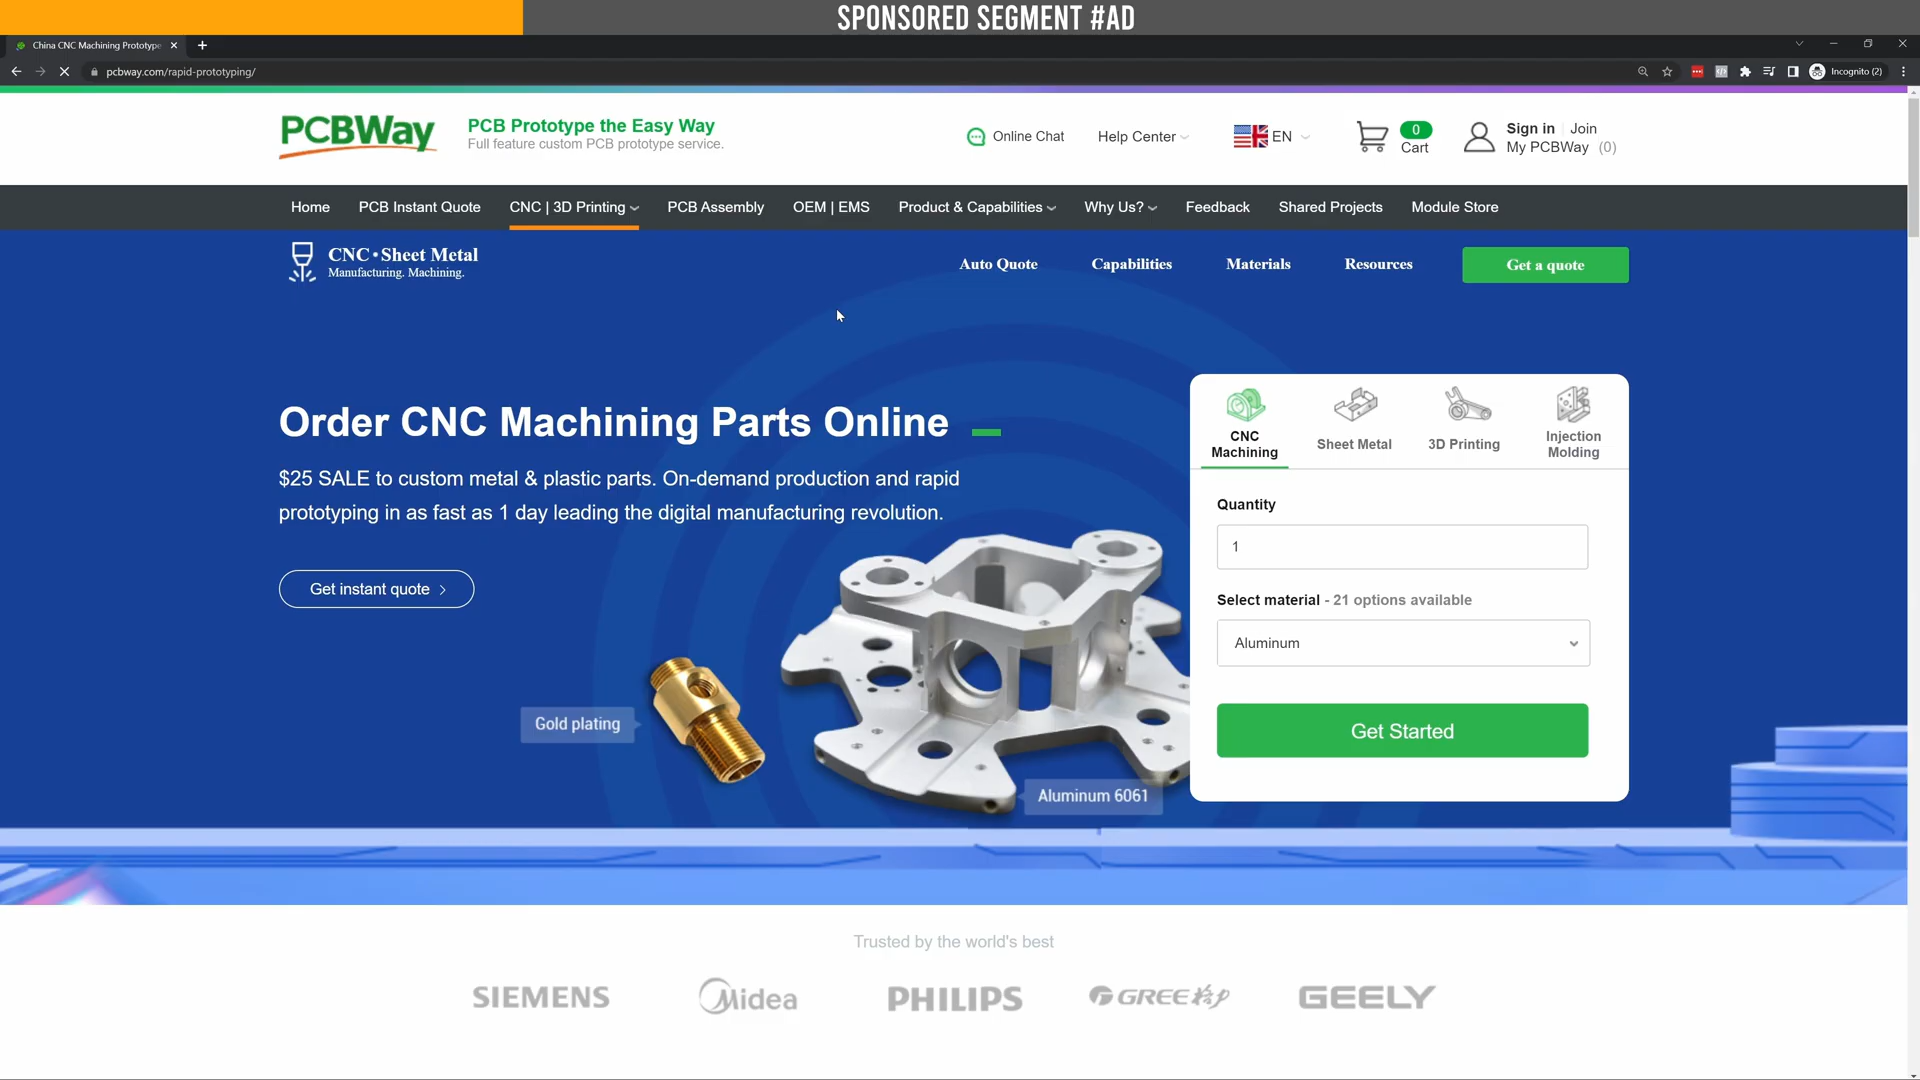 SPONSORED SEGMENT #AD
China CNC Machining Prototype
pcbway.com/rapid-prototyping/
Incognito (2)
PCBWay
PCB Prototype the Easy Way
Full feature custom PCB prototype service.
Online Chat
Help Center
EN
0
Cart
Sign in
Join
My PCBWay (0)
Home
PCB Instant Quote
CNC | 3D Printing
PCB Assembly
OEM | EMS
Product & Capabilities
Why Us?
Feedback
Shared Projects
Module Store
CNC・Sheet Metal
Manufacturing. Machining.
Auto Quote
Capabilities
Materials
Resources
Get a quote
Order CNC Machining Parts Online
$25 SALE to custom metal & plastic parts. On-demand production and rapid
prototyping in as fast as 1 day leading the digital manufacturing revolution.
Get instant quote
Gold plating
Aluminum 6061
CNC
Machining
Sheet Metal
3D Printing
Injection
Molding
Quantity
1
Select material - 21 options available
Aluminum
Get Started
Trusted by the world's best
SIEMENS
Midea
PHILIPS
GREE格力
GEELY